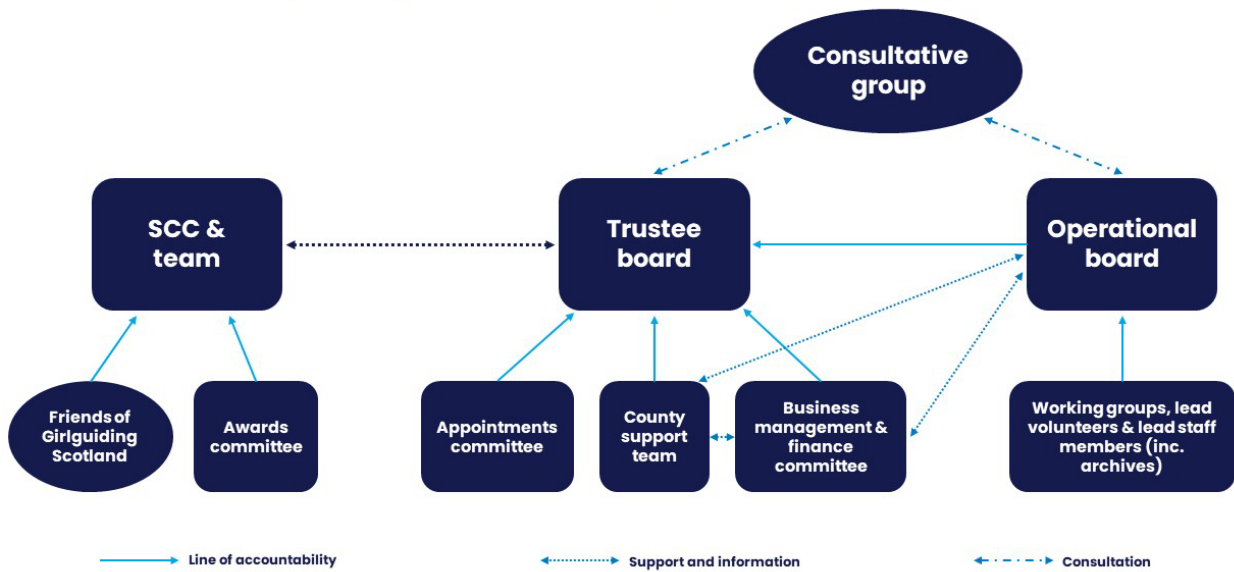 Consultative
group
SCC &
team
Trustee
board
Operational
board
Friends of
Girlguiding
Scotland
Awards
committee
Appointments
committee
County
support
team
Business
management &
finance
committee
Working groups, lead
volunteers & lead staff
members (inc.
archives)
Line of accountability
Support and information
Consultation